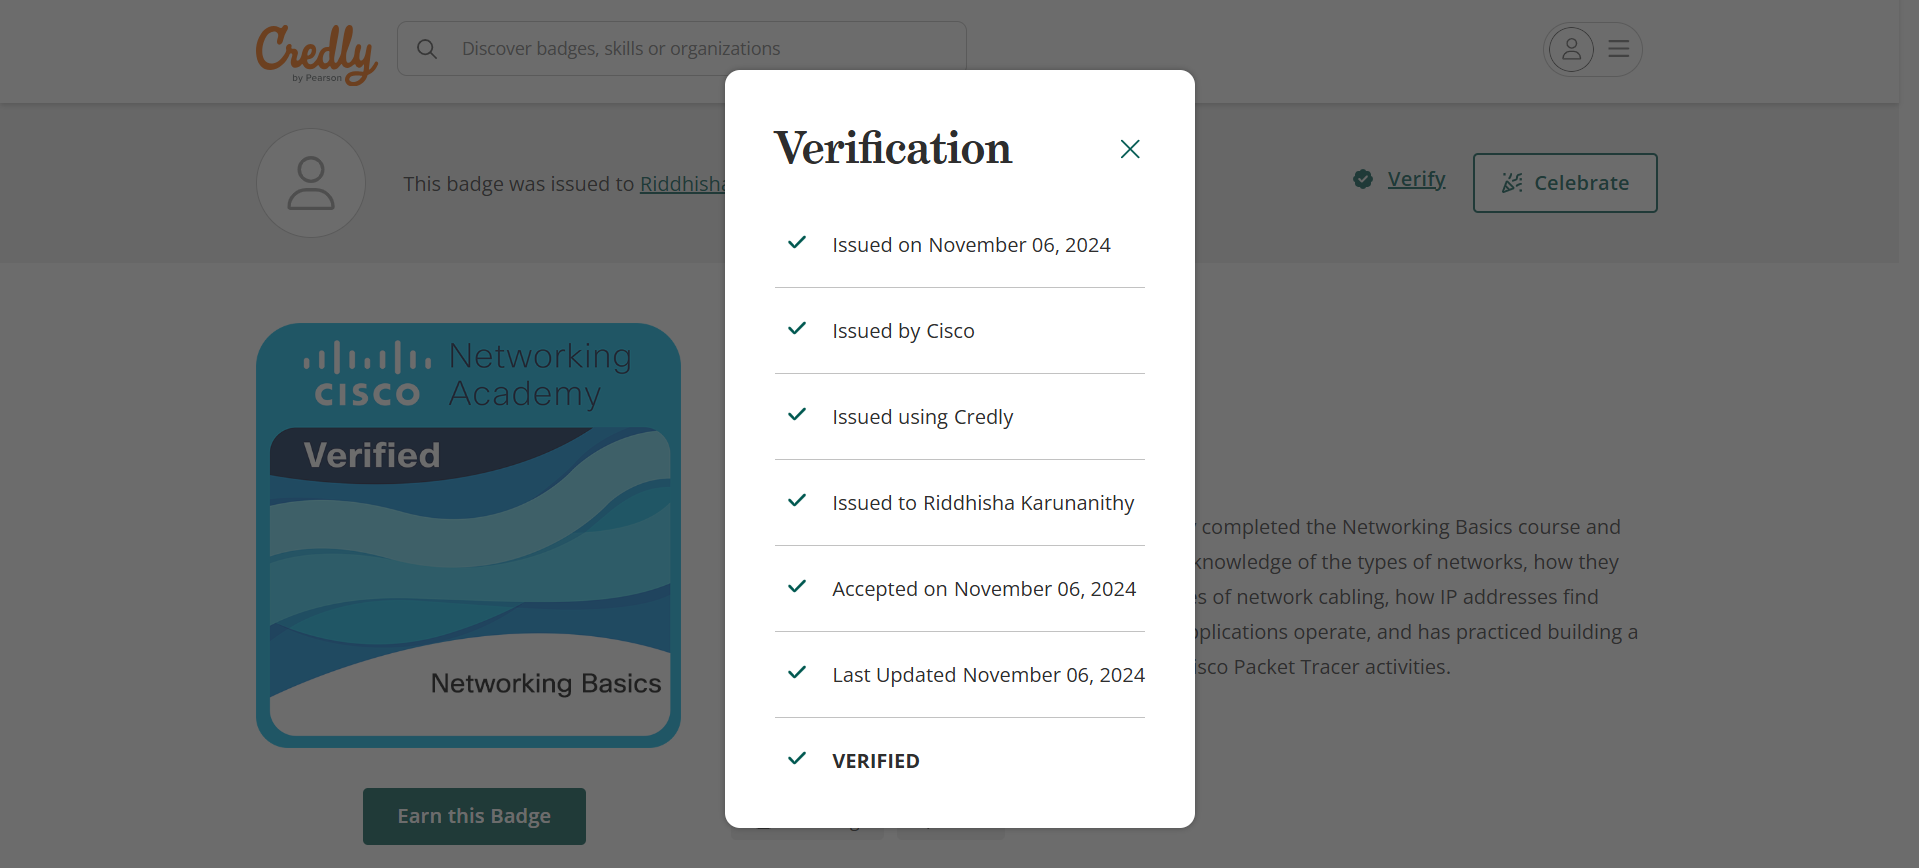 Credly
by Pearson
Discover badges, skills or organizations
This badge was issued to Riddhisha
Verify
Celebrate
Verification
Issued on November 06, 2024
Issued by Cisco
Issued using Credly
Issued to Riddhisha Karunanithy
Accepted on November 06, 2024
Last Updated November 06, 2024
VERIFIED
CISCO
Networking
Academy
Verified
Networking Basics
Earn this Badge
completed the Networking Basics course and
knowledge of the types of networks, how they
of network cabling, how IP addresses find
operate, and has practiced building a
Packet Tracer activities.